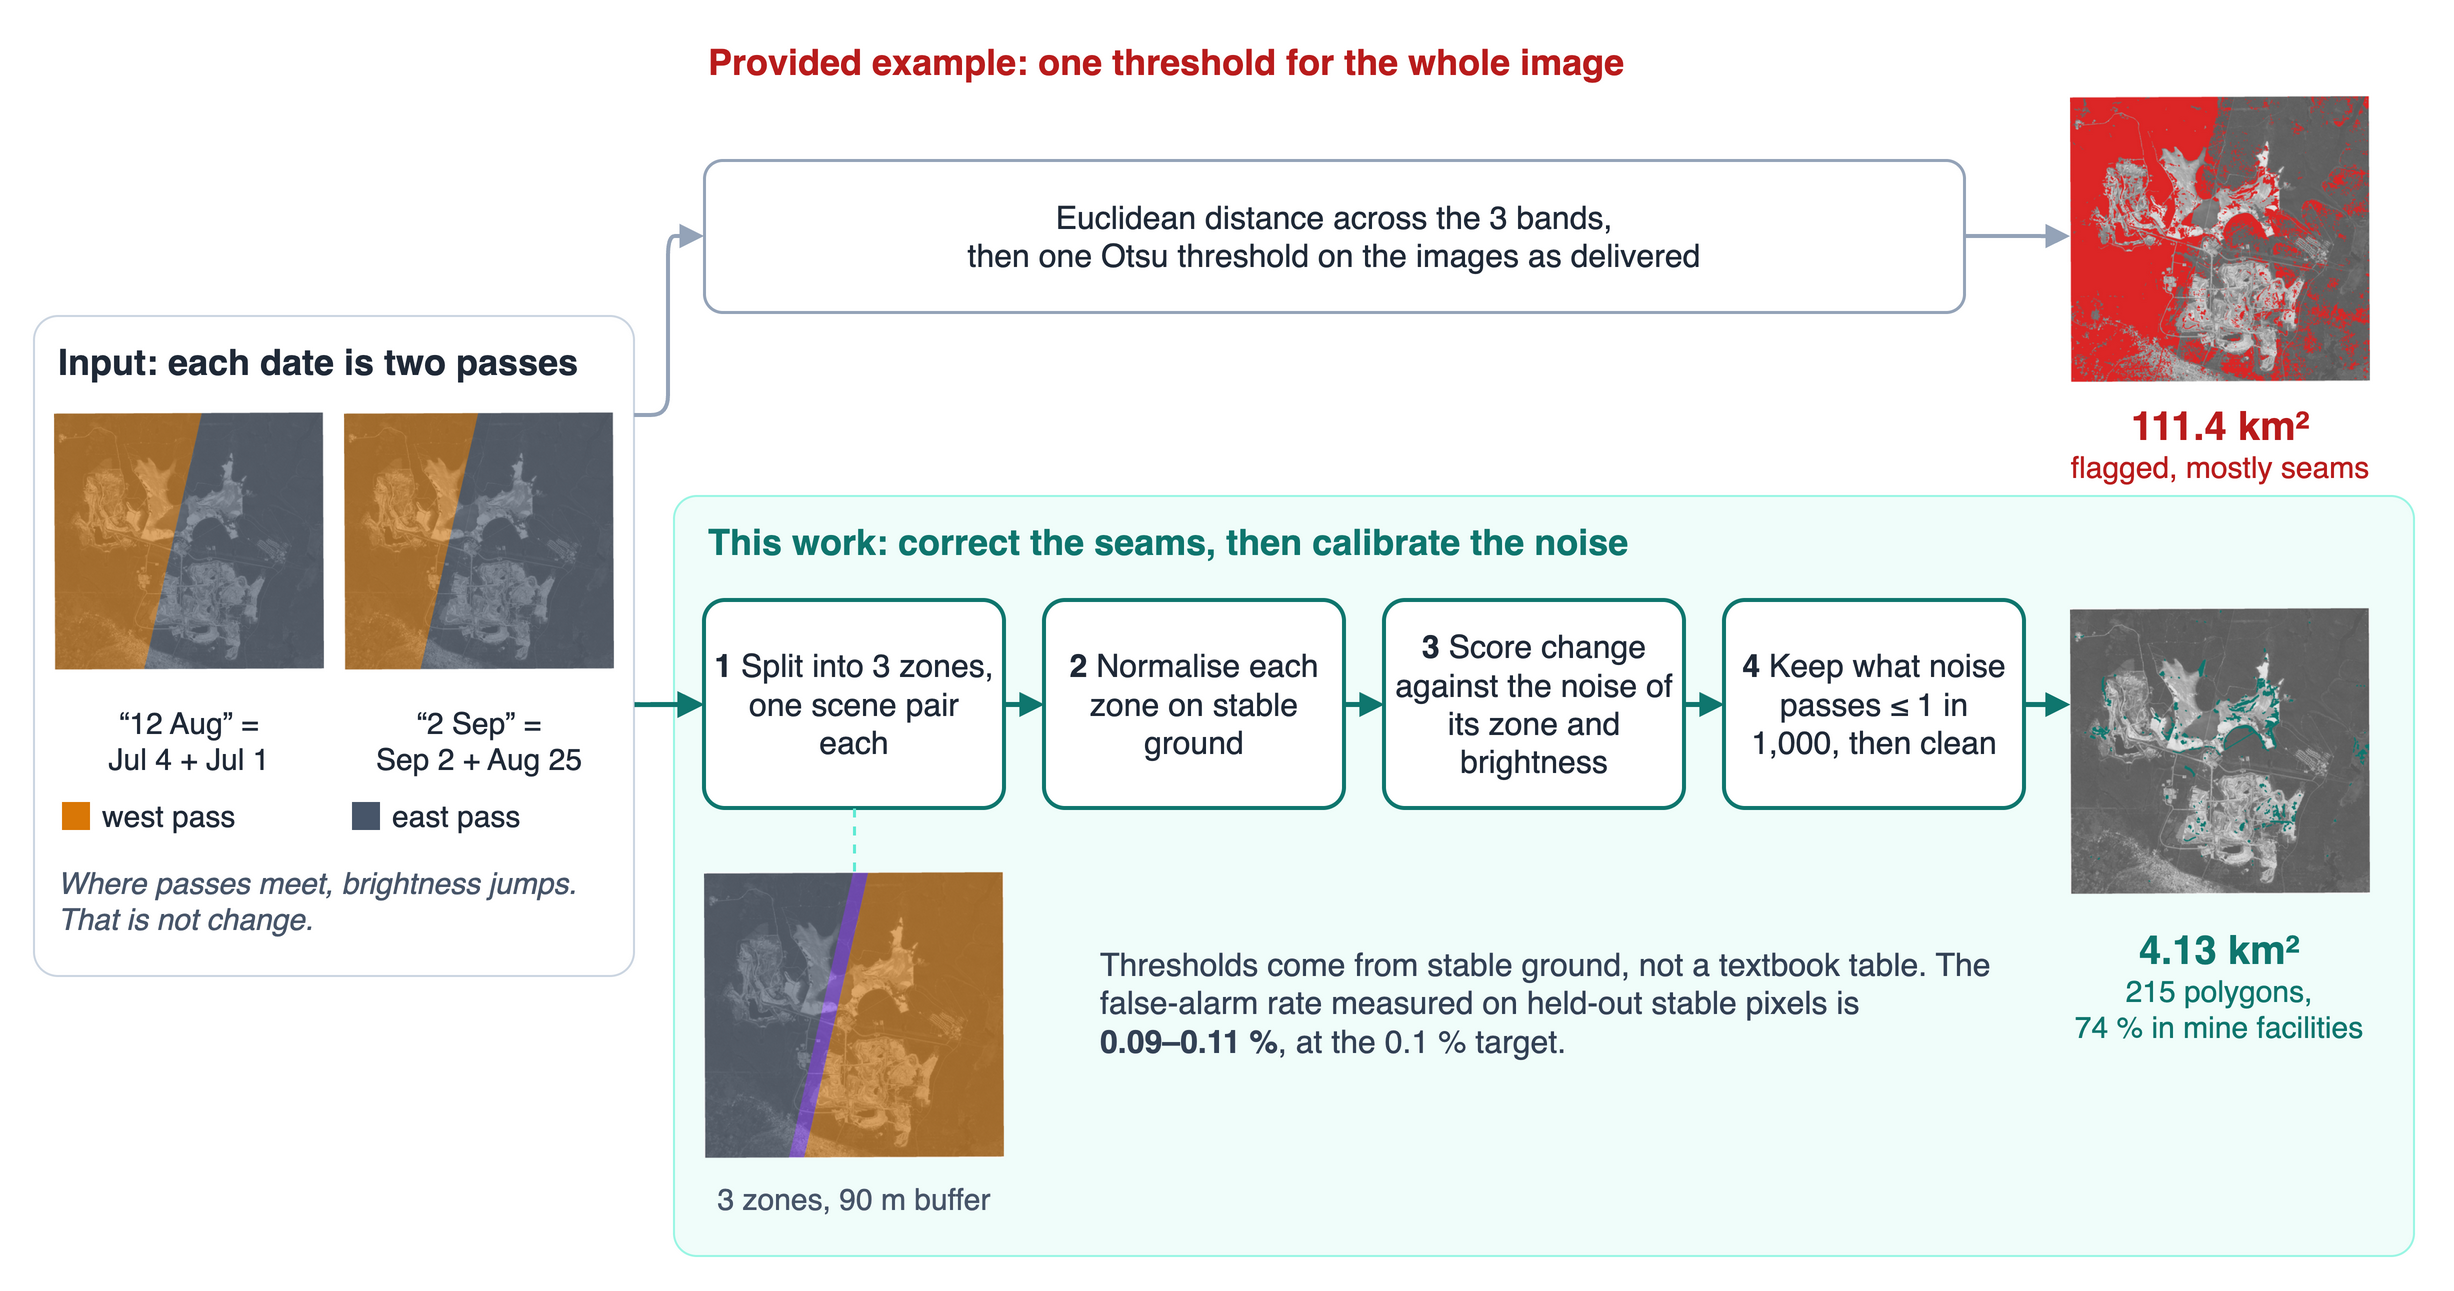 Provided example: one threshold for the whole image
Euclidean distance across the 3 bands,
then one Otsu threshold on the images as delivered
111.4 km²
flagged, mostly seams
Input: each date is two passes
“12 Aug” =
Jul 4 + Jul 1
“2 Sep” =
Sep 2 + Aug 25
west pass
east pass
Where passes meet, brightness jumps.
That is not change.
This work: correct the seams, then calibrate the noise
1 Split into 3 zones,
one scene pair
each
2 Normalise each
zone on stable
ground
3 Score change
against the noise of
its zone and
brightness
4 Keep what noise
passes ≤ 1 in
1,000, then clean
4.13 km²
215 polygons,
74 % in mine facilities
3 zones, 90 m buffer
Thresholds come from stable ground, not a textbook table. The
false-alarm rate measured on held-out stable pixels is
0.09–0.11 %, at the 0.1 % target.